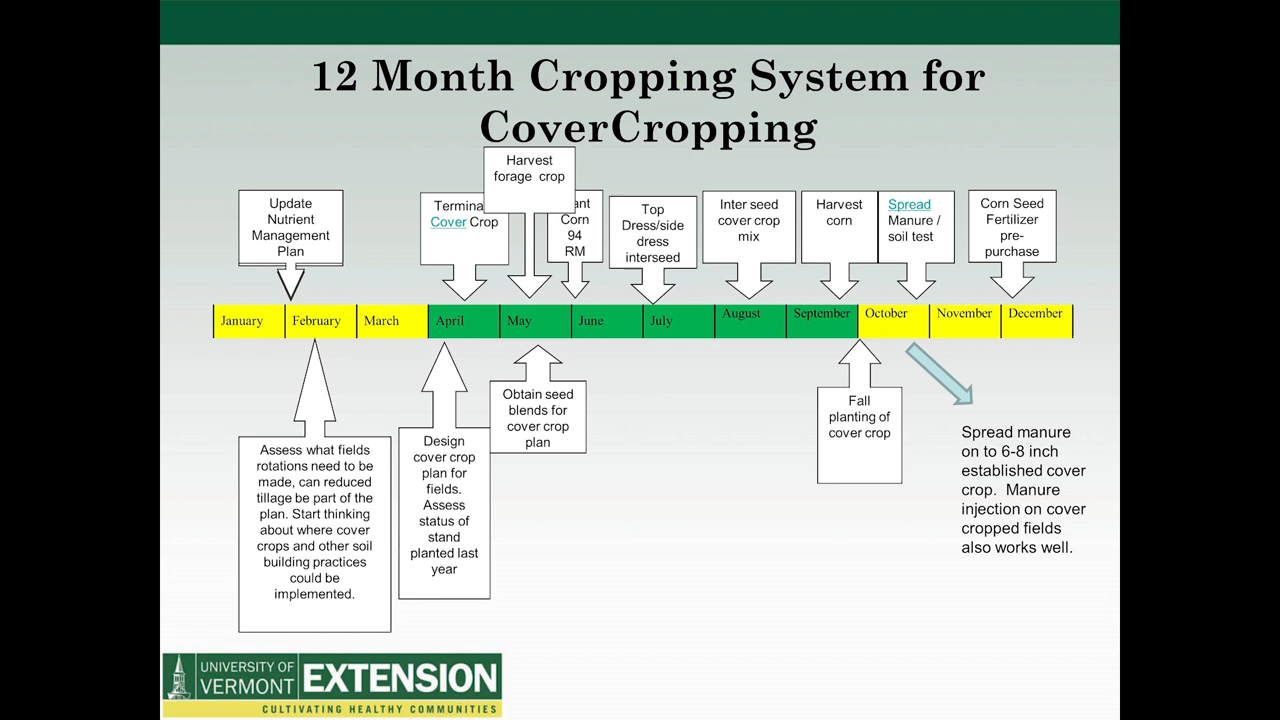 12 Month Cropping System for
CoverCropping
Update
Nutrient
Management
Plan
Termina
Cover Crop
Harvest
forage crop
ant
Corn
94
RM
Top
Dress/side
dress
interseed
Inter seed
cover crop
mix
Harvest
corn
Spread
Manure /
soil test
Corn Seed
Fertilizer
pre-
purchase
January
February
March
April
May
June
July
August
September
October
November
December
Assess what fields
rotations need to be
made, can reduced
tillage be part of the
plan. Start thinking
about where cover
crops and other soil
building practices
could be
implemented.
Design
cover crop
plan for
fields.
Assess
status of
stand
planted last
year
Obtain seed
blends for
cover crop
plan
Fall
planting of
cover crop
Spread manure
on to 6-8 inch
established cover
crop. Manure
injection on cover
cropped fields
also works well.
UNIVERSITY OF
VERMONT
EXTENSION
CULTIVATING HEALTHY COMMUNITIES